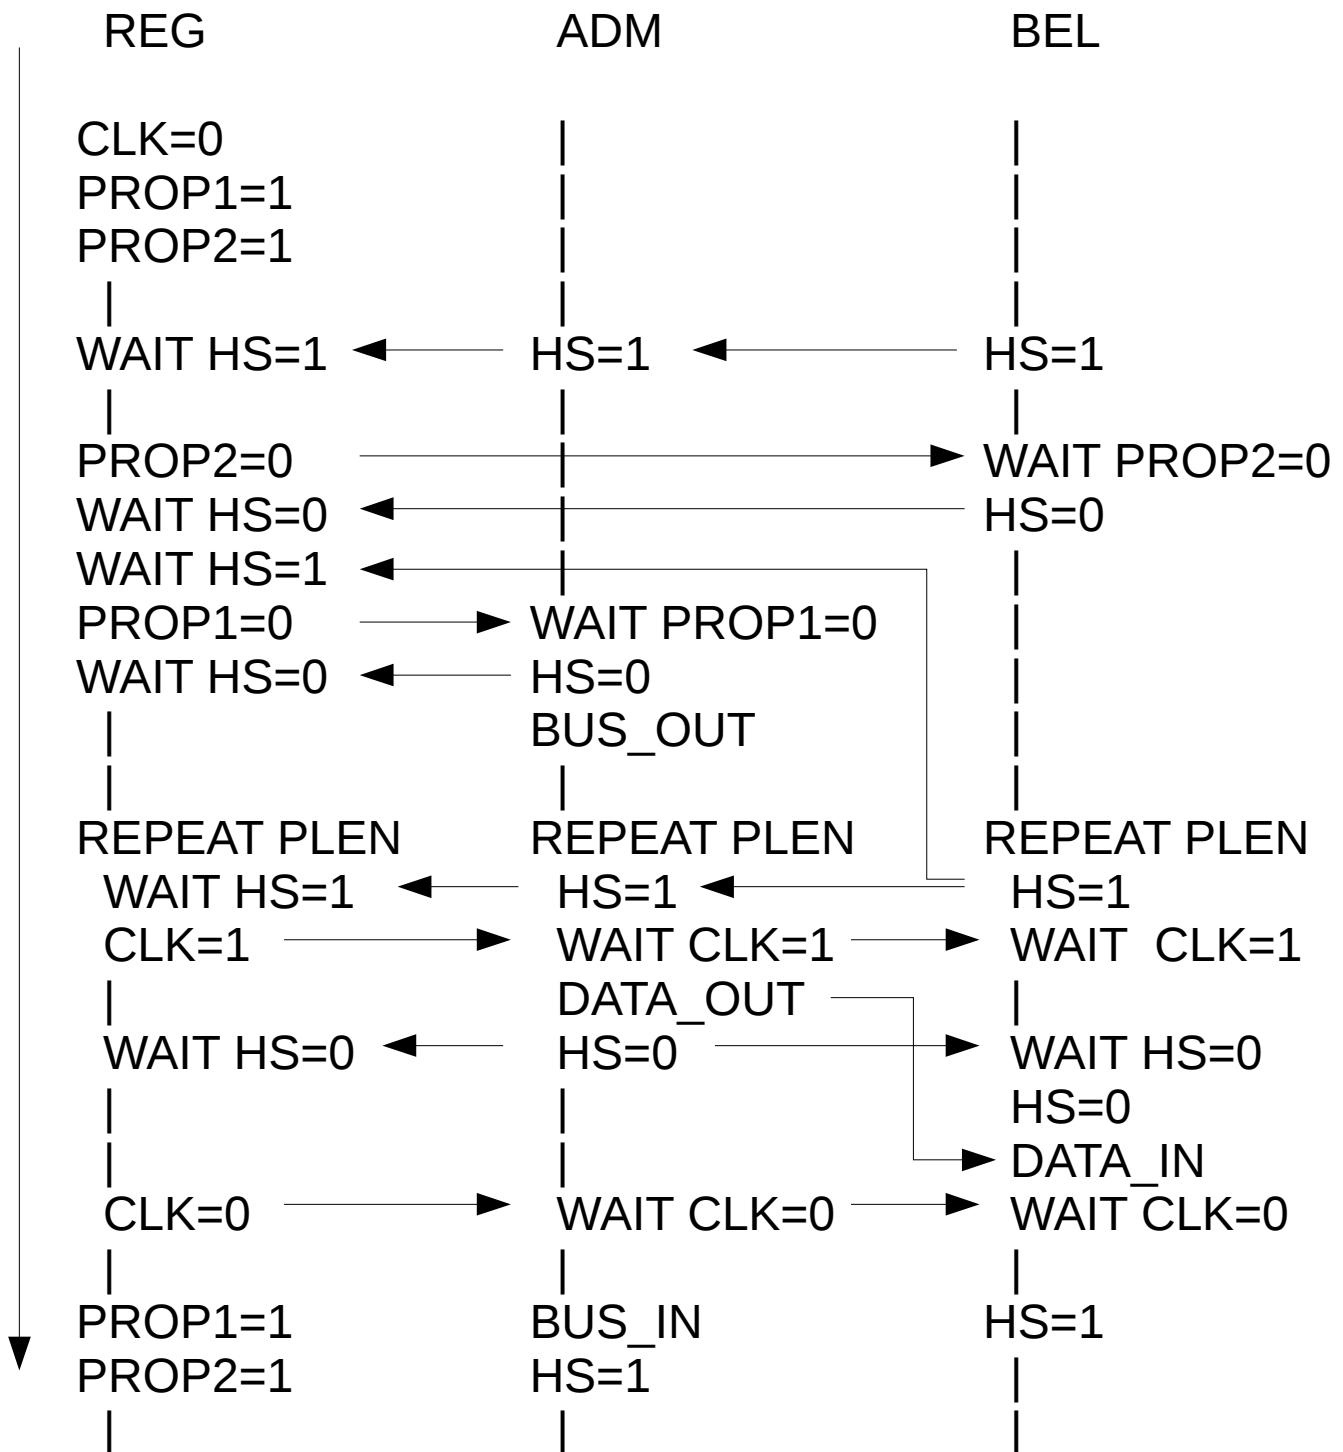 REG ADM BEL
CLK=0
PROP1=1
PROP2=1
WAIT HS=1 HS=1 HS=1
PROP2=0 WAIT PROP2=0
WAIT HS=0 HS=0
WAIT HS=1
PROP1=0 WAIT PROP1=0
WAIT HS=0 HS=0
BUS_OUT
REPEAT PLEN REPEAT PLEN REPEAT PLEN
WAIT HS=1 HS=1 HS=1
CLK=1 WAIT CLK=1 WAIT CLK=1
DATA_OUT
WAIT HS=0 HS=0 WAIT HS=0
HS=0
DATA_IN
CLK=0 WAIT CLK=0 WAIT CLK=0
PROP1=1 BUS_IN HS=1
PROP2=1 HS=1